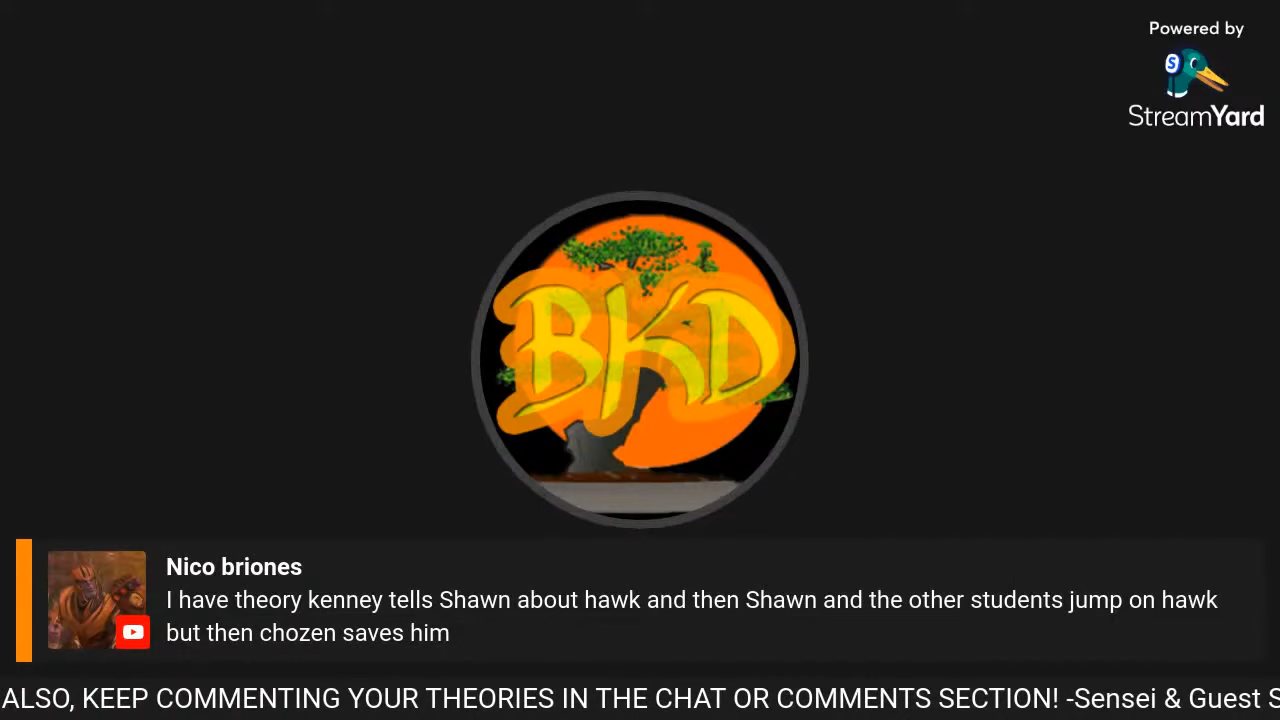 Powered by
StreamYard
BKD
Nico briones
I have theory kenney tells Shawn about hawk and then Shawn and the other students jump on hawk
but then chozen saves him
ALSO, KEEP COMMENTING YOUR THEORIES IN THE CHAT OR COMMENTS SECTION! -Sensei & Guest S